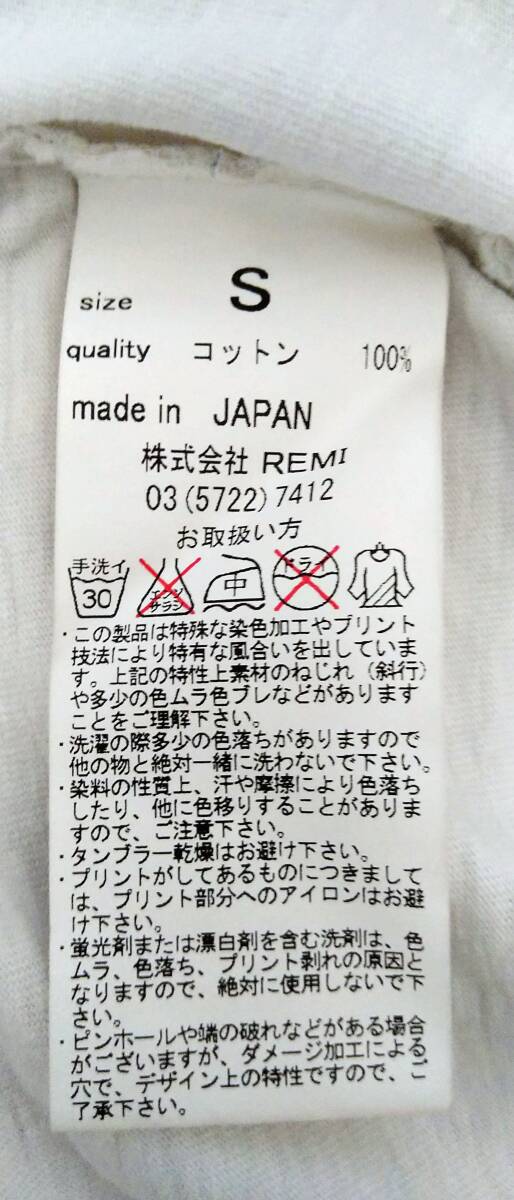 size S
quality コットン 100%
made in JAPAN
株式会社 REMI
03(5722)7412
お取扱い方
手洗イ 30 エンソ サラシ 中 ドライ
・この製品は特殊な染色加工やプリント
技法により特有な風合いを出していま
す。上記の特性上素材のねじれ（斜行）
や多少の色ムラ色ブレなどがあります
ことをご理解下さい。
・洗濯の際多少の色落ちがありますので
他の物と絶対一緒に洗わないで下さい。
・染料の性質上、汗や摩擦により色落ち
したり、他に色移りすることがありま
すので、ご注意下さい。
・タンブラー乾燥はお避け下さい。
・プリントがしてあるものにつきまして
は、プリント部分へのアイロンはお避
け下さい。
・蛍光剤または漂白剤を含む洗剤は、色
ムラ、色落ち、プリント剥れの原因と
なりますので、絶対に使用しないで下
さい。
・ピンホールや端の破れなどがある場合
がございますが、ダメージ加工による
穴で、デザイン上の特性ですので、ご
了承下さい。